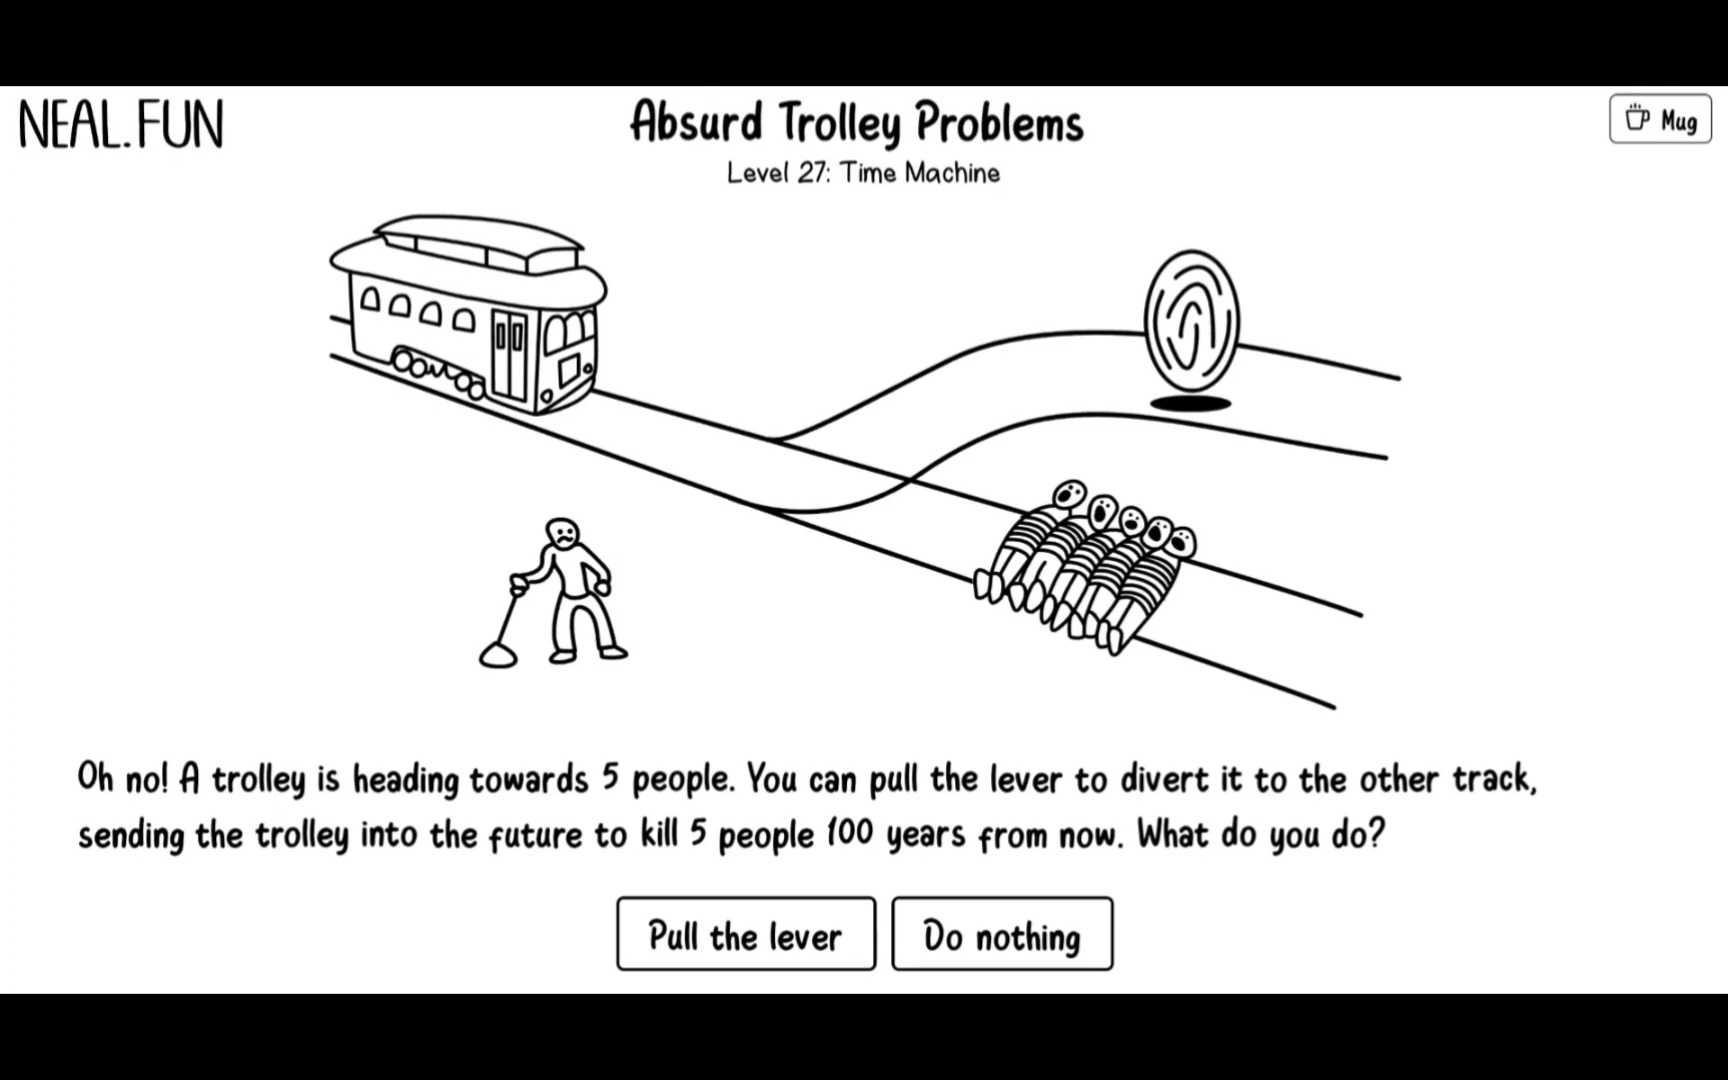 NEAL.FUN
Absurd Trolley Problems
Mug
Level 27: Time Machine
Oh no! A trolley is heading towards 5 people. You can pull the lever to divert it to the other track,
sending the trolley into the future to kill 5 people 100 years from now. What do you do?
Pull the lever
Do nothing